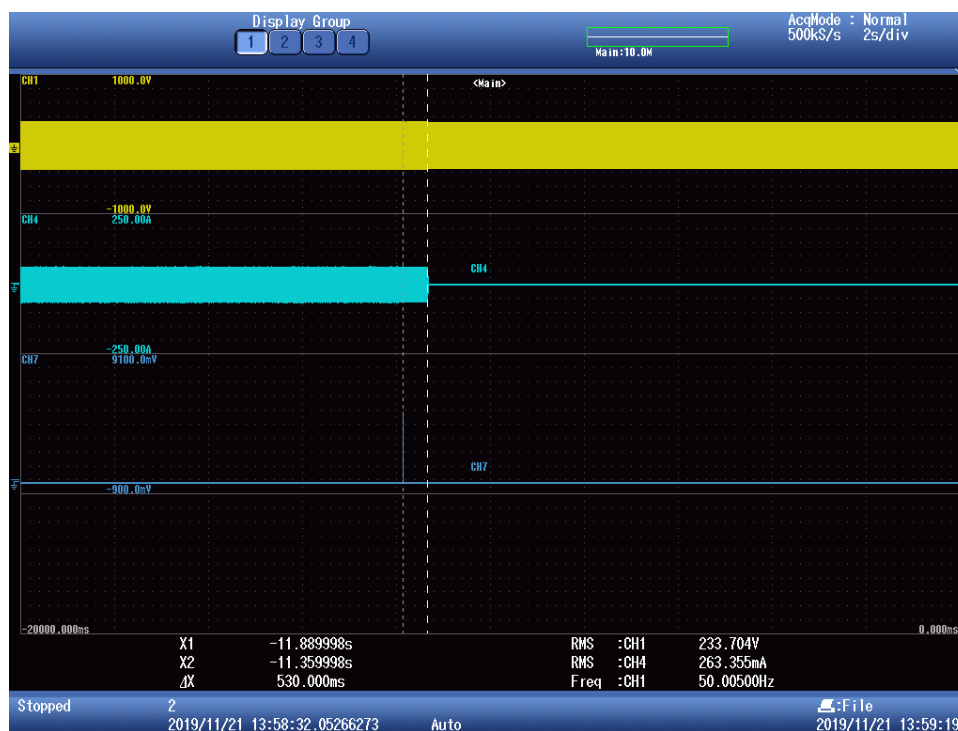 Display Group
1 2 3 4
Main:10.0M
AcqMode : Normal
500kS/s 2s/div
CH1 1000.0V
<Main>
-1000.0V
CH4 250.00A
CH4
-250.00A
CH7 9100.0mV
CH7
-900.0mV
-20000.000ms 0.000ms
X1 -11.889998s RMS :CH1 233.704V
X2 -11.359998s RMS :CH4 263.355mA
ΔX 530.000ms Freq :CH1 50.00500Hz
Stopped 2 :File
2019/11/21 13:58:32.05266273 Auto 2019/11/21 13:59:19